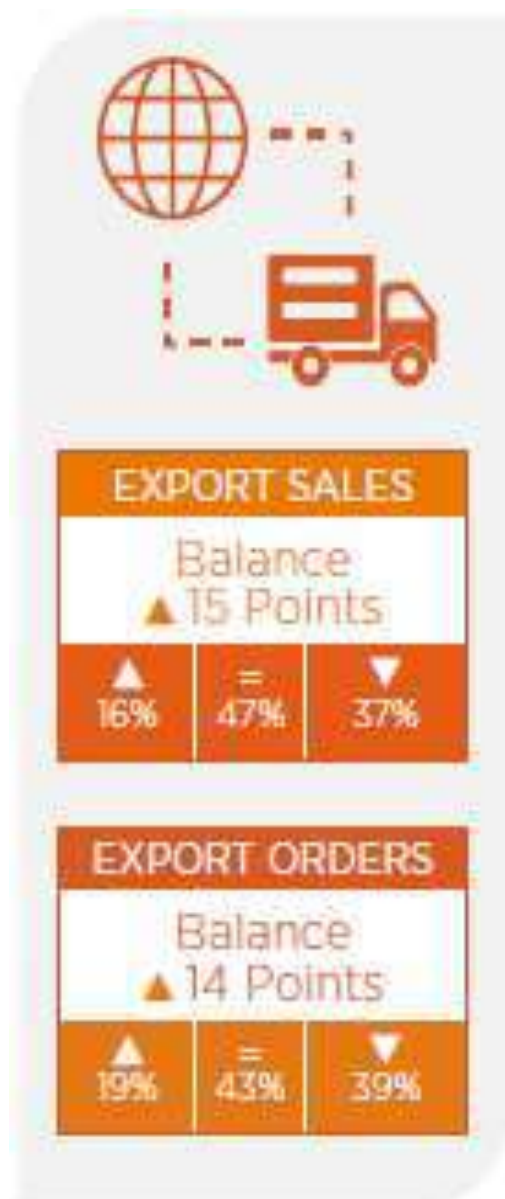 EXPORT SALES
Balance
▲ 15 Points
▲ = ▼
16% 47% 37%
EXPORT ORDERS
Balance
▲ 14 Points
▲ = ▼
19% 43% 39%